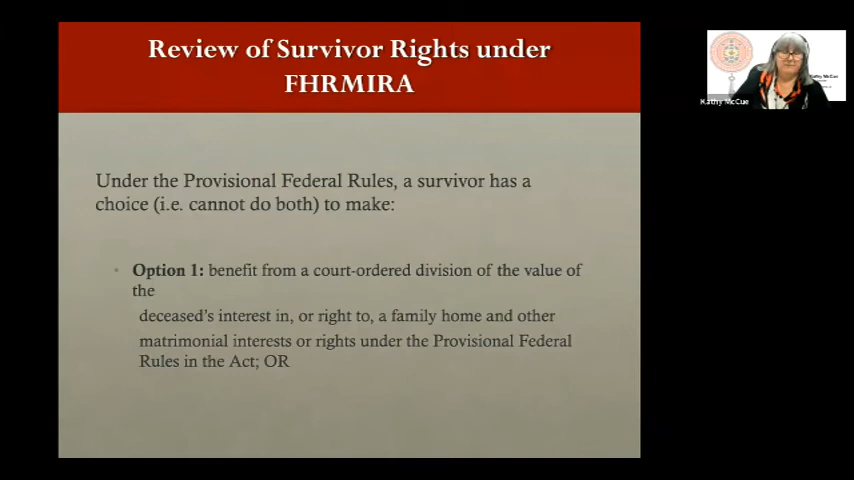 Review of Survivor Rights under
FHRMIRA
Under the Provisional Federal Rules, a survivor has a
choice (i.e. cannot do both) to make:
• Option 1: benefit from a court-ordered division of the value of
the
deceased's interest in, or right to, a family home and other
matrimonial interests or rights under the Provisional Federal
Rules in the Act; OR
Kathy McCue
Kathy McCue